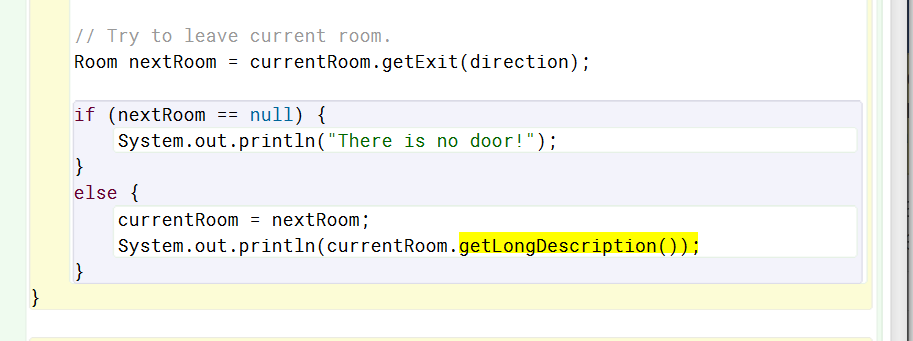 // Try to leave current room.
Room nextRoom = currentRoom.getExit(direction);
if (nextRoom == null) {
System.out.println("There is no door!");
}
else {
currentRoom = nextRoom;
System.out.println(currentRoom.getLongDescription());
}
}